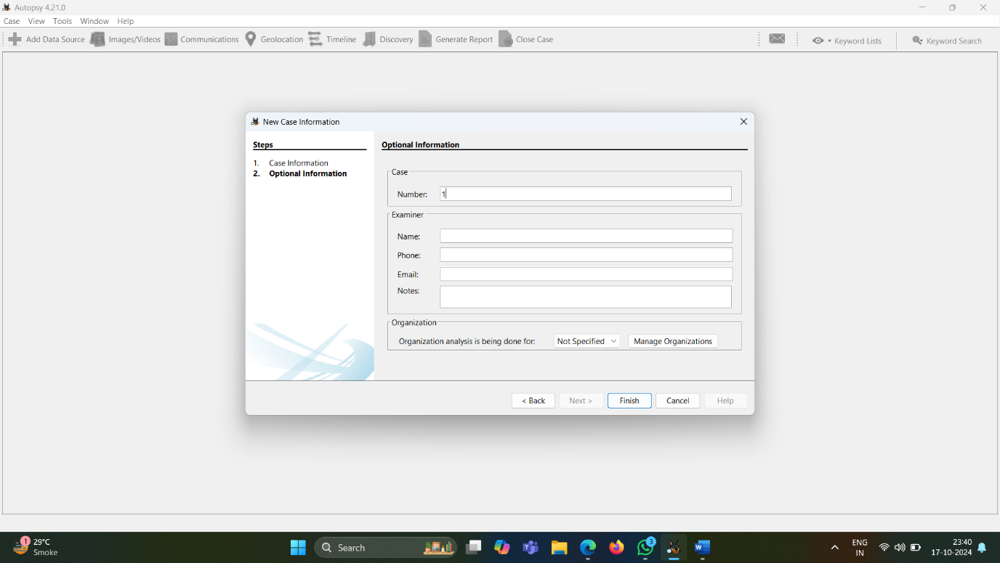 Autopsy 4.21.0
Case View Tools Window Help
Add Data Source Images/Videos Communications Geolocation Timeline Discovery Generate Report Close Case Keyword Lists Keyword Search
New Case Information
Steps
1. Case Information
2. Optional Information
Optional Information
Case
Number: 1
Examiner
Name:
Phone:
Email:
Notes:
Organization
Organization analysis is being done for: Not Specified Manage Organizations
< Back Next > Finish Cancel Help
1 29°C
Smoke
Search
3
ENG
IN
23:40
17-10-2024